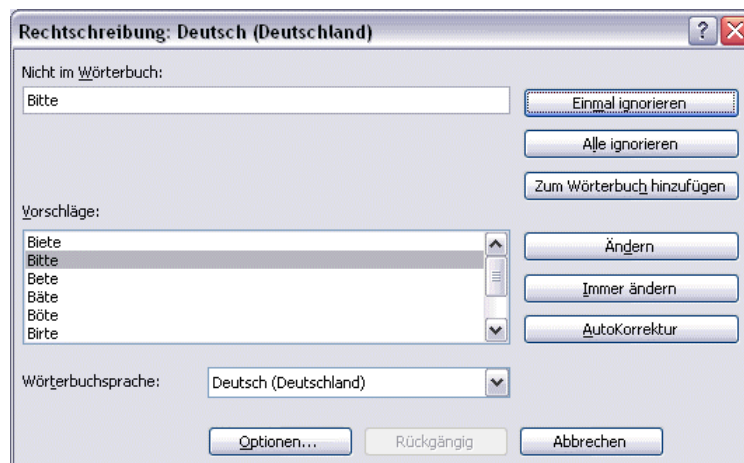 Rechtschreibung: Deutsch (Deutschland)
Nicht im Wörterbuch:
Bitte
Einmal ignorieren
Alle ignorieren
Zum Wörterbuch hinzufügen
Vorschläge:
Biete
Bitte
Bete
Bäte
Böte
Birte
Ändern
Immer ändern
AutoKorrektur
Wörterbuchsprache:
Deutsch (Deutschland)
Optionen...
Rückgängig
Abbrechen